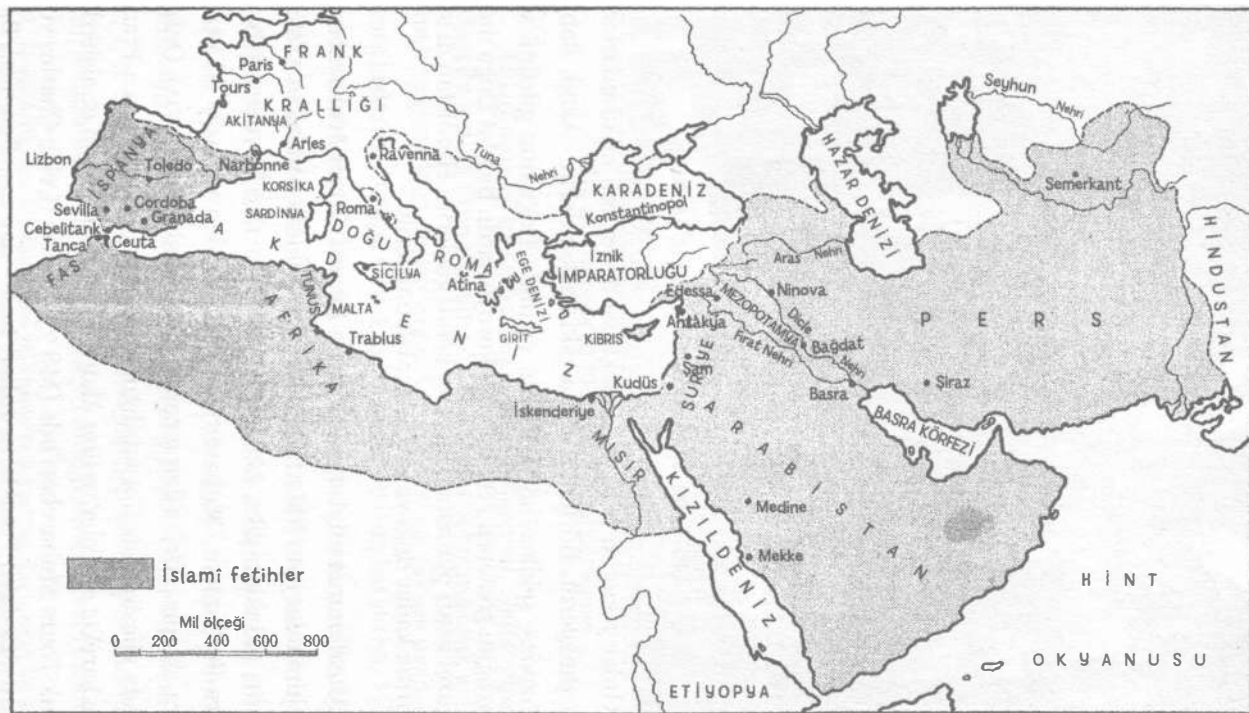 FRANK
Paris
Tours
KRALLIĞI
AKİTANYA
Arles
Narbonne
İSPANYA
Lizbon
Toledo
Cordoba
Sevilla
Granada
Cebelitarık
Tanca
Ceuta
FAS
KORSİKA
SARDİNYA
Ravenna
Roma
Tuna
Nehri
DOĞU
ROMA
İMPARATORLUĞU
SİCİLYA
MALTA
TUNUS
Trablus
AFRİKA
AKDENİZ
Atina
EGE DENİZİ
GİRİT
KIBRIS
KARADENİZ
Konstantinopol
İznik
HAZAR DENİZİ
Aras Nehri
Seyhun
Nehri
Semerkant
HİNDUSTAN
Edessa
Ninova
MEZOPOTAMYA
Dicle
Nehri
Antakya
Fırat Nehri
Bağdat
PERS
Şam
SURİYE
Kudüs
Basra
Şiraz
BASRA KÖRFEZİ
İskenderiye
MISIR
ARABİSTAN
KIZILDENİZ
Medine
Mekke
ETİYOPYA
HİNT
OKYANUSU
İslamî fetihler
Mil ölçeği
0 200 400 600 800